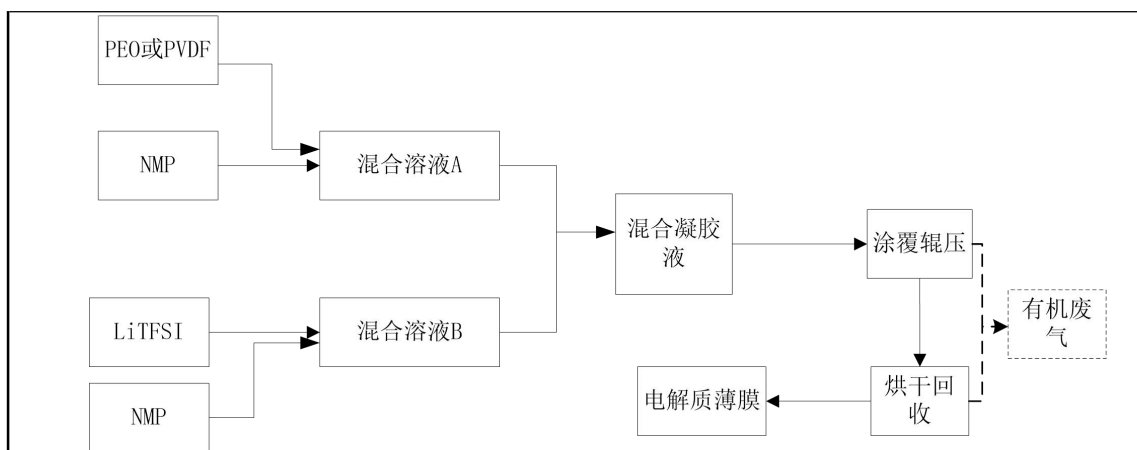 PEO或PVDF
NMP
混合溶液A
LiTFSI
NMP
混合溶液B
混合凝胶
液
涂覆辊压
有机废
气
烘干回
收
电解质薄膜